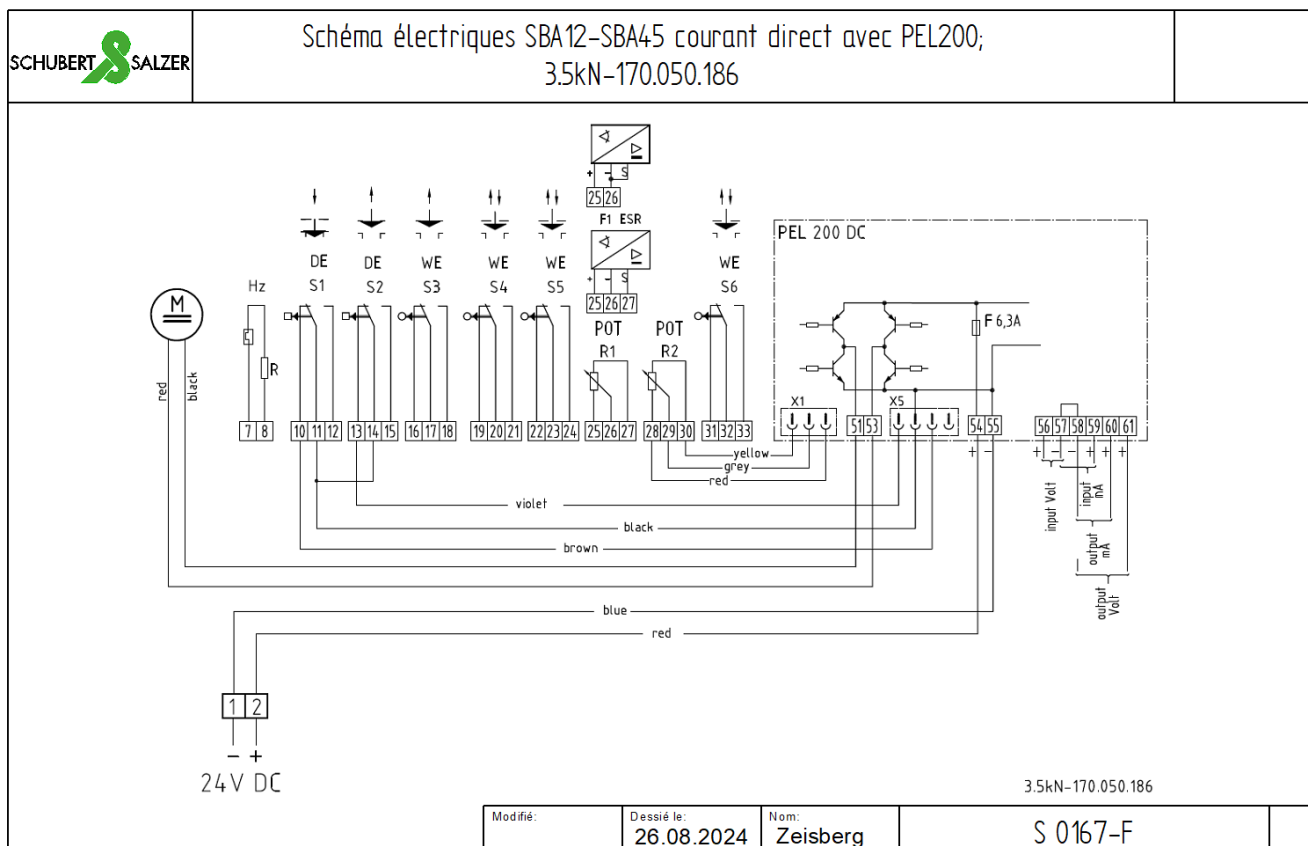 SCHUBERT SALZER
Schéma électriques SBA12-SBA45 courant direct avec PEL200;
3.5kN-170.050.186
+ - S
25 26
F1 ESR
+ - S
25 26 27
DE DE WE WE WE WE
Hz S1 S2 S3 S4 S5 S6
POT POT
R1 R2
M
R
red
black
PEL 200 DC
F 6,3A
X1 X5
7 8
10 11 12
13 14 15
16 17 18
19 20 21
22 23 24
25 26 27
28 29 30
31 32 33
51 53
54 55
56 57 58 59 60 61
+ -
+ - - + + +
yellow
grey
red
violet
black
brown
input Volt
input mA
output mA
output Volt
blue
red
1 2
- +
24V DC
3.5kN-170.050.186
Modifié:
Dessié le:
26.08.2024
Nom:
Zeisberg
S 0167-F